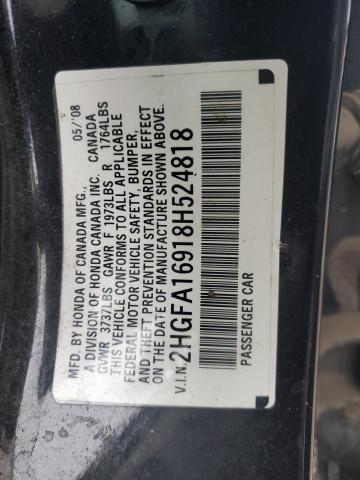 MFD. BY HONDA OF CANADA MFG., 05/'08
A DIVISION OF HONDA CANADA INC. CANADA
GVWR 3737LBS GAWR F 1973LBS R 1764LBS
THIS VEHICLE CONFORMS TO ALL APPLICABLE
FEDERAL MOTOR VEHICLE SAFETY, BUMPER,
AND THEFT PREVENTION STANDARDS IN EFFECT
ON THE DATE OF MANUFACTURE SHOWN ABOVE.
V.I.N. 2HGFA16918H524818
PASSENGER CAR